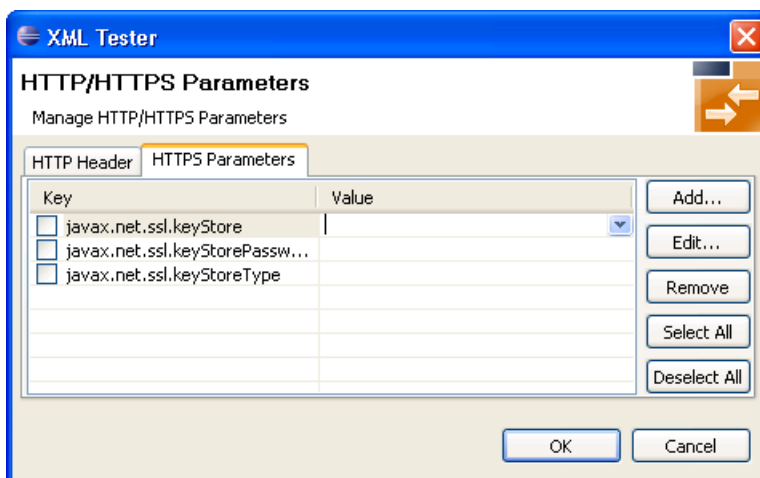 XML Tester
HTTP/HTTPS Parameters
Manage HTTP/HTTPS Parameters
HTTP Header HTTPS Parameters
Key Value
javax.net.ssl.keyStore
javax.net.ssl.keyStorePassw...
javax.net.ssl.keyStoreType
Add...
Edit...
Remove
Select All
Deselect All
OK Cancel